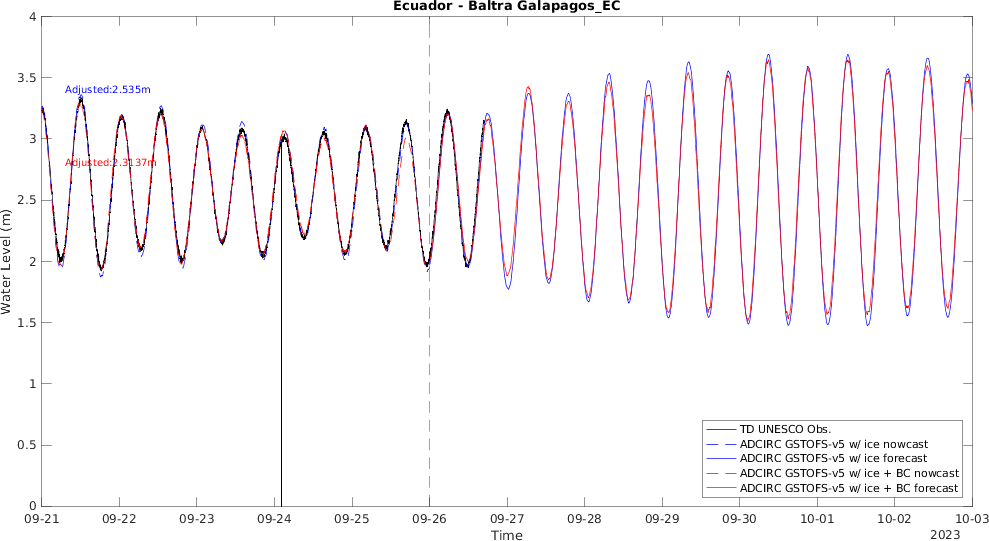 Ecuador - Baltra Galapagos_EC
4
3.5
3
2.5
2
1.5
1
0.5
0
Water Level (m)
Adjusted:2.535m
Adjusted:2.3137m
TD UNESCO Obs.
ADCIRC GSTOFS-v5 w/ ice nowcast
ADCIRC GSTOFS-v5 w/ ice forecast
ADCIRC GSTOFS-v5 w/ ice + BC nowcast
ADCIRC GSTOFS-v5 w/ ice + BC forecast
09-21 09-22 09-23 09-24 09-25 09-26 09-27 09-28 09-29 09-30 10-01 10-02 10-03
Time
2023